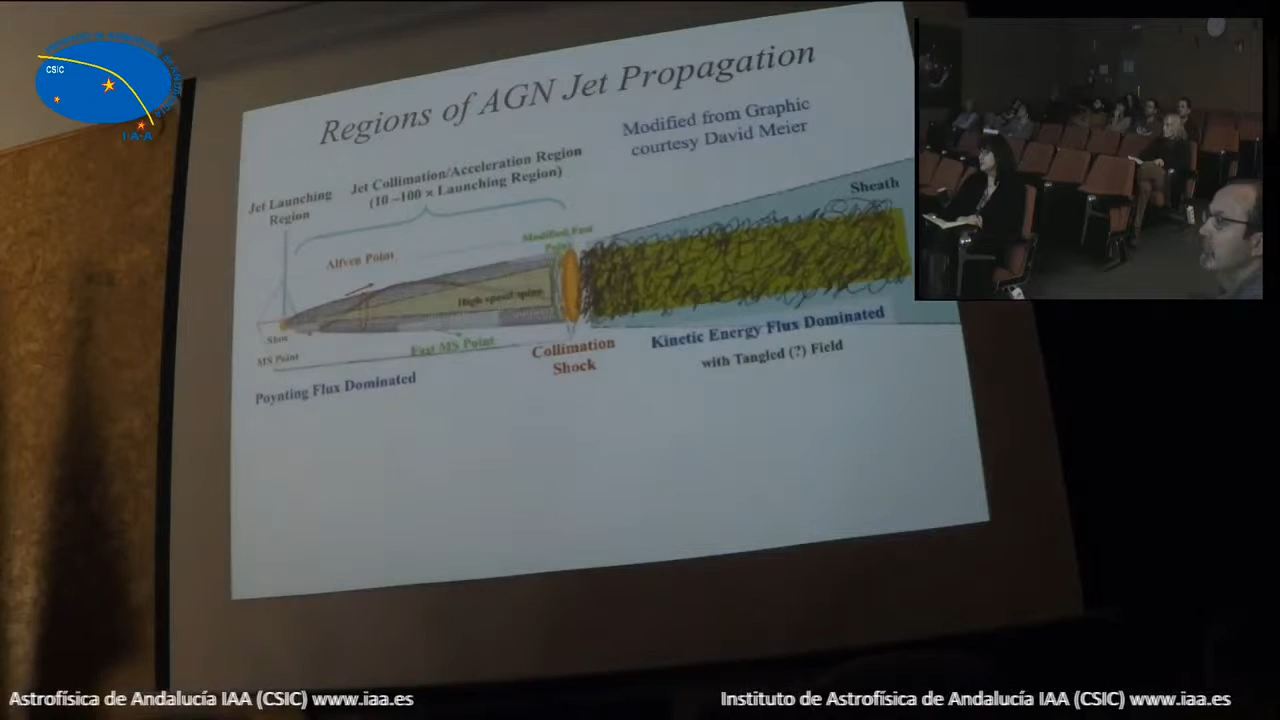 CSIC
I·A·A
Regions of AGN Jet Propagation
Modified from Graphic
courtesy David Meier
Jet Launching
Region
Jet Collimation/Acceleration Region
(10 –100 × Launching Region)
Sheath
Modified Fast
Point
Alfven Point
High speed spine
Slow
MS Point
Fast MS Point
Collimation
Shock
Kinetic Energy Flux Dominated
with Tangled (?) Field
Poynting Flux Dominated
Astrofísica de Andalucía IAA (CSIC) www.iaa.es
Instituto de Astrofísica de Andalucía IAA (CSIC) www.iaa.es